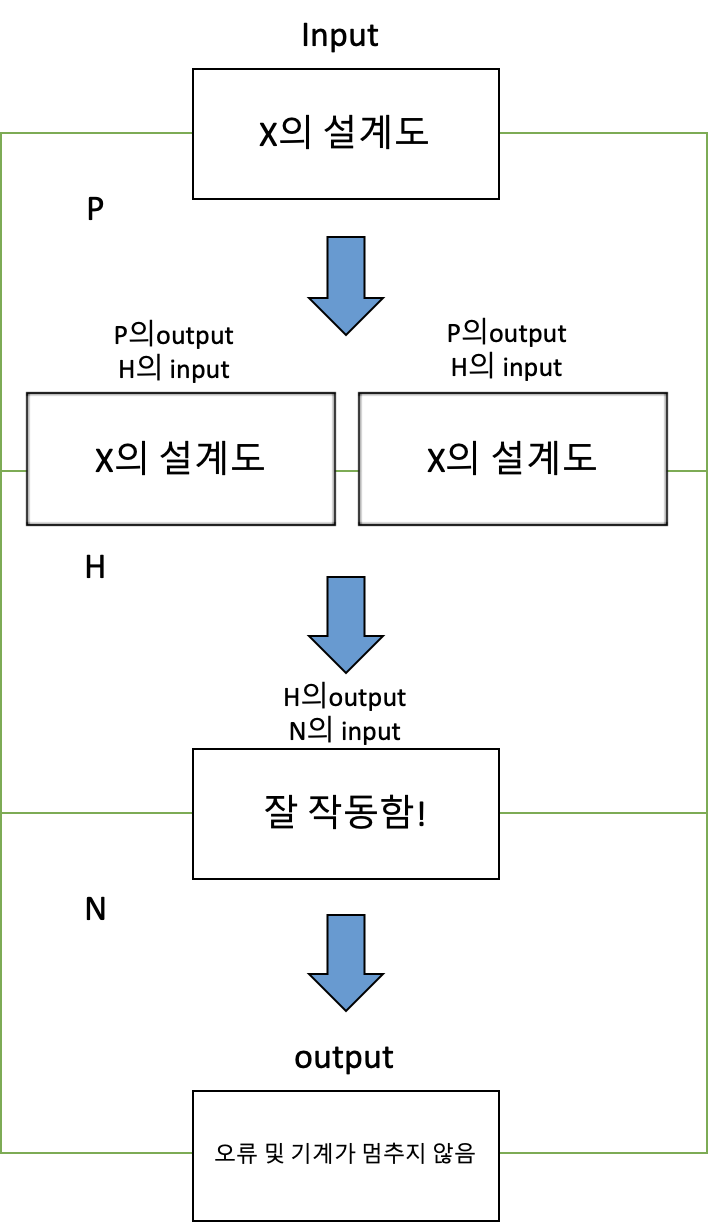 Input
X의 설계도
P
P의output
H의 input
P의output
H의 input
X의 설계도
X의 설계도
H
H의output
N의 input
잘 작동함!
N
output
오류 및 기계가 멈추지 않음